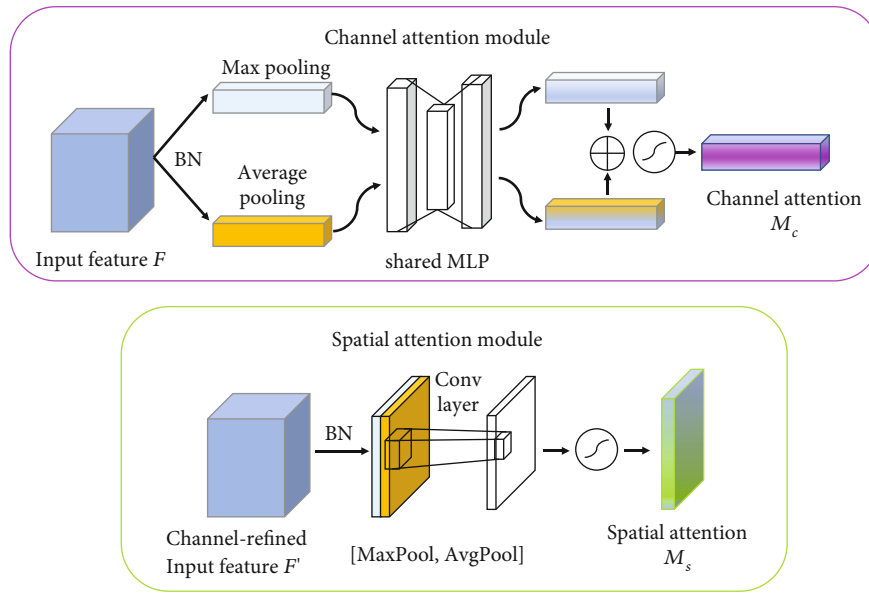 Channel attention module
Max pooling
BN
Average
pooling
Input feature F
shared MLP
Channel attention
M_c
Spatial attention module
Conv
layer
BN
Channel-refined
Input feature F'
[MaxPool, AvgPool]
Spatial attention
M_s